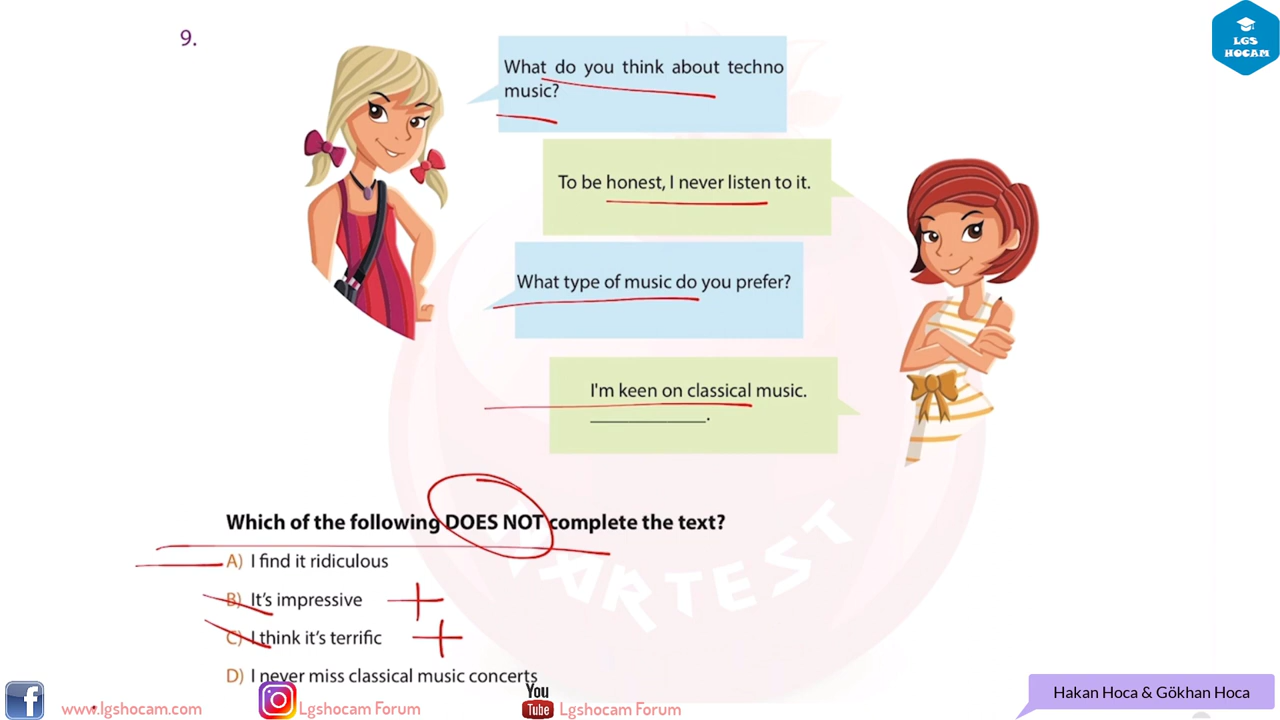 9.
LGS
HOCAM
What do you think about techno
music?
To be honest, I never listen to it.
What type of music do you prefer?
I'm keen on classical music.
____________.
Which of the following DOES NOT complete the text?
A) I find it ridiculous
B) It's impressive
C) I think it's terrific
D) I never miss classical music concerts
NARTEST
www.lgshocam.com
Lgshocam Forum
You
Tube
Lgshocam Forum
Hakan Hoca & Gökhan Hoca